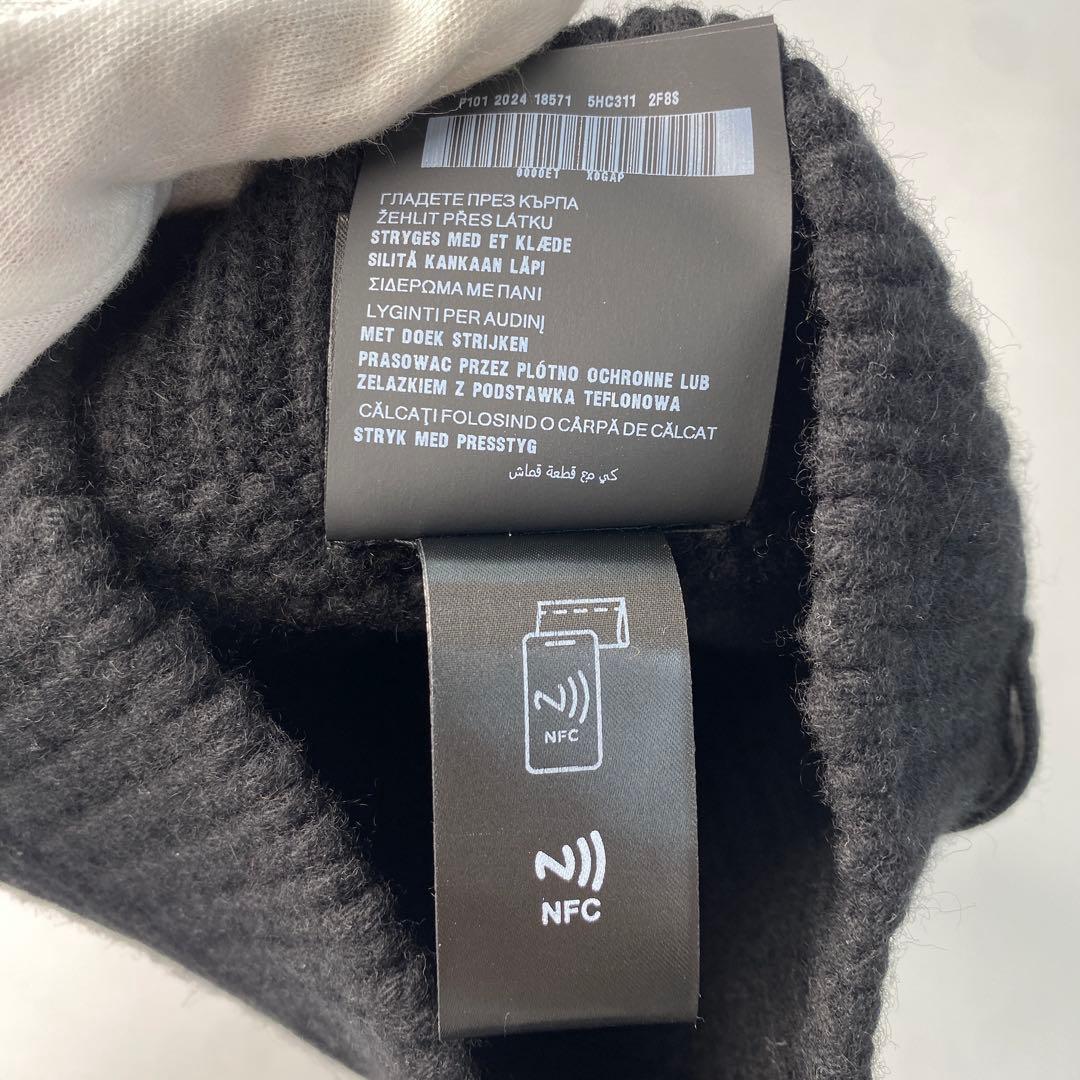 P101 2024 18571 5HC311 2F8S
0000ET X0GAP
ГЛАДЕТЕ ПРЕЗ КЪРПА
ŽEHLIT PŘES LÁTKU
STRYGES MED ET KLÆDE
SILITÄ KANKAAN LÄPI
ΣΙΔΕΡΩΜΑ ΜΕ ΠΑΝΙ
LYGINTI PER AUDINĮ
MET DOEK STRIJKEN
PRASOWAC PRZEZ PLÓTNO OCHRONNE LUB
ZELAZKIEM Z PODSTAWKA TEFLONOWA
CĂLCAŢI FOLOSIND O CÂRPĂ DE CĂLCAT
STRYK MED PRESSTYG
كي مع قطعة قماش
NFC
NFC